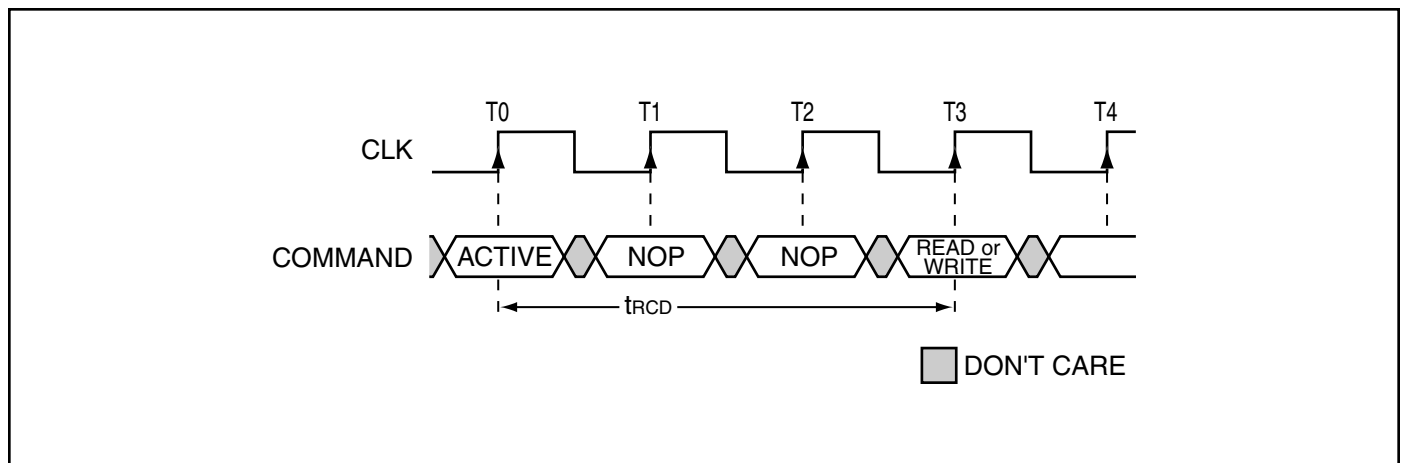 T0 T1 T2 T3 T4
CLK
COMMAND ACTIVE NOP NOP READ or
WRITE
tRCD
DON'T CARE